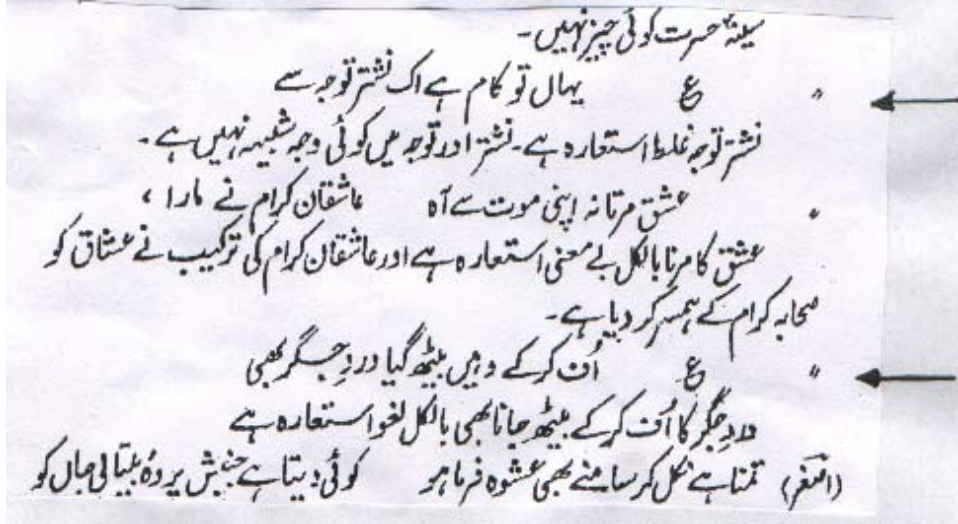 سینۂ حسرت کوئی چیز نہیں۔
〃 ع یہاں تو کام ہے اک نشترِ توجہ سے
نشتر توجہ غلط استعارہ ہے۔ نشتر اور توجہ میں کوئی وجہ شبیہہ نہیں ہے۔
〃 عشق مرتا نہ اپنی موت سے آہ عاشقان کرام نے مارا ،
عشق کا مرنا بالکل بے معنی استعارہ ہے اور عاشقان کرام کی ترکیب نے عشاق کو
صحابہ کرام کے ہمسر کر دیا ہے۔
〃 ع اُف کر کے وہیں بیٹھ گیا دردِ جگر بھی
دردِ جگر کا اُف کر کے بیٹھ جانا بھی بالکل لغو استعارہ ہے
(اصغر) تمنا ہے نکل کر سامنے بھی عشوہ فرما ہو کوئی دیتا ہے جنبش پردۂ بیتابی جاں کو